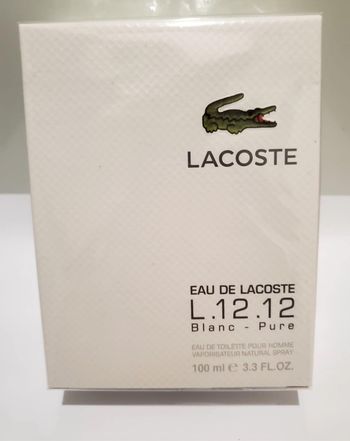 LACOSTE
EAU DE LACOSTE
L.12.12
Blanc - Pure
EAU DE TOILETTE POUR HOMME
VAPORISATEUR NATURAL SPRAY
100 ml ℮ 3.3 FL.OZ.